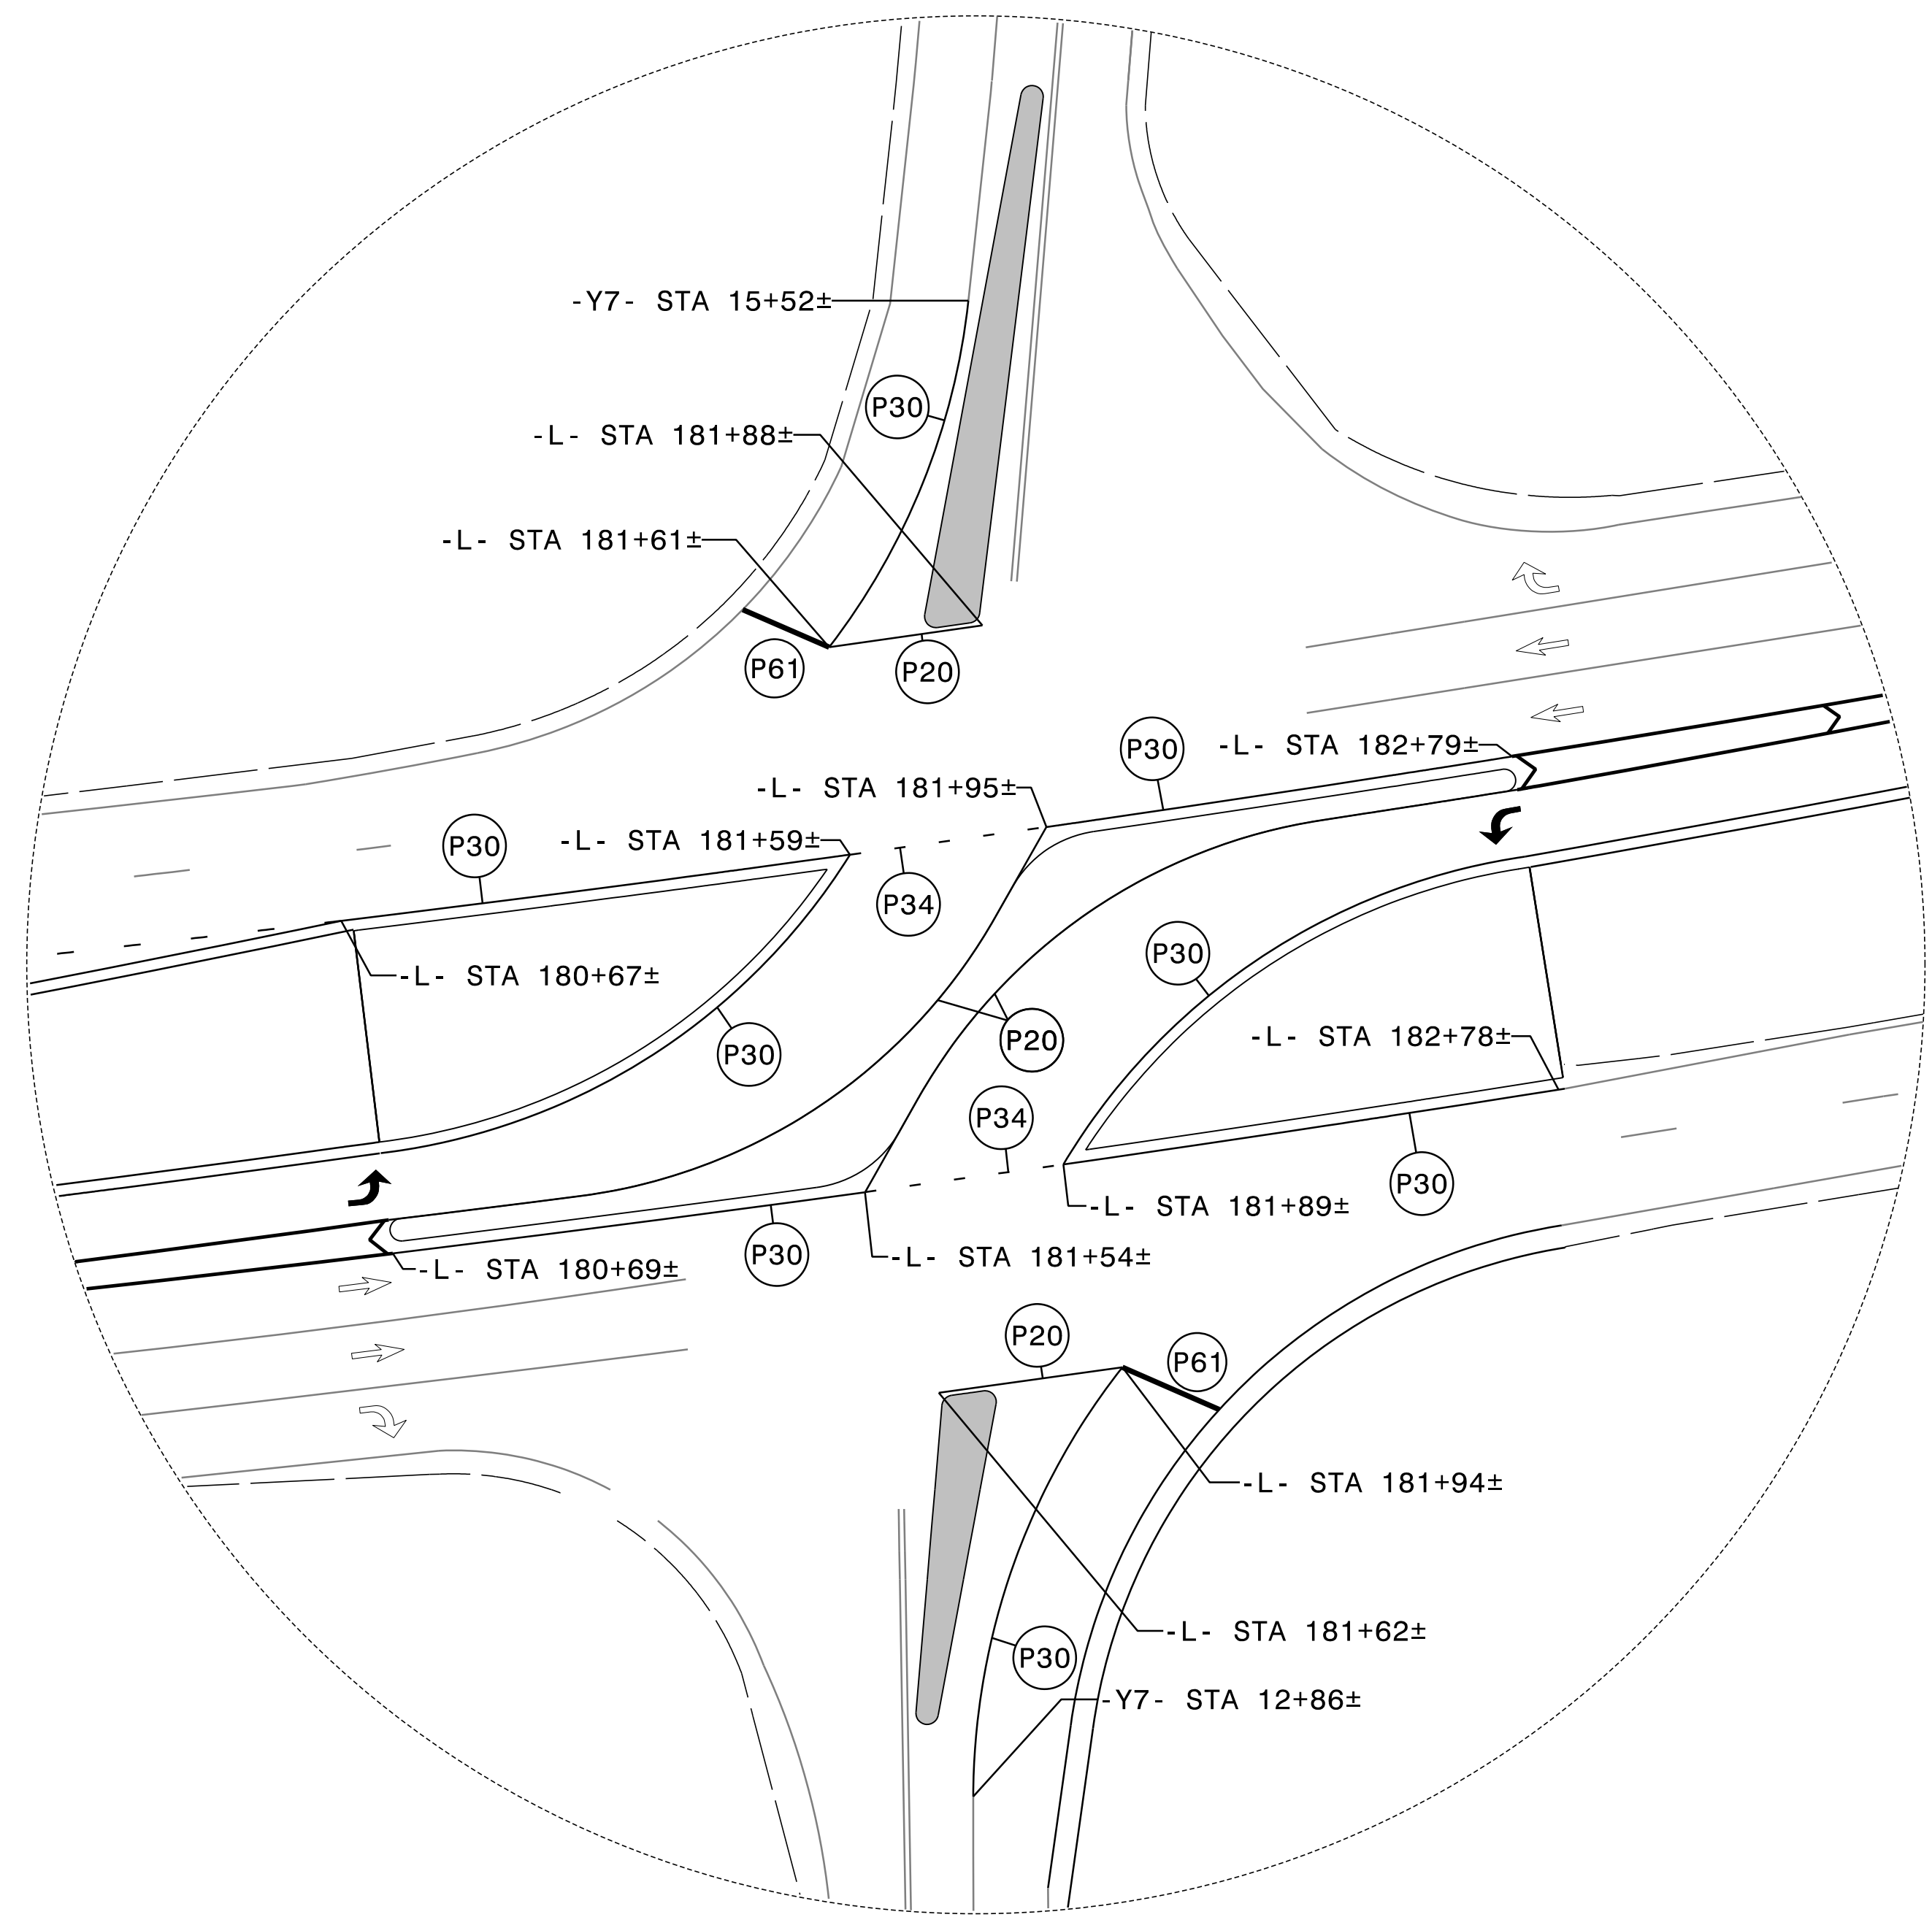 -Y7- STA 15+52±
P30
-L- STA 181+88±
-L- STA 181+61±
P61
P20
P30
-L- STA 182+79±
-L- STA 181+95±
P30
-L- STA 181+59±
P34
P30
-L- STA 180+67±
P20
-L- STA 182+78±
P30
P34
P30
-L- STA 181+89±
P30
-L- STA 181+54±
-L- STA 180+69±
P20
P61
-L- STA 181+94±
-L- STA 181+62±
P30
-Y7- STA 12+86±